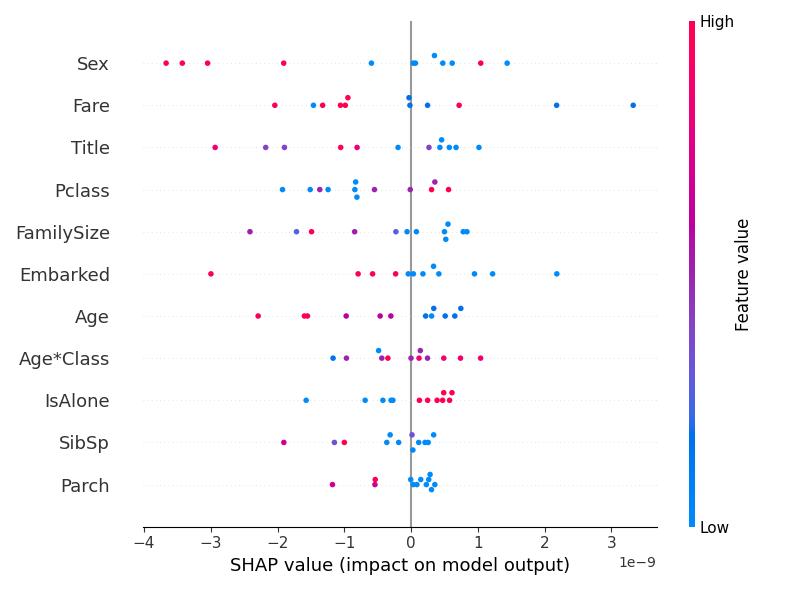 High
Sex
Fare
Title
Pclass
FamilySize
Embarked
Age
Age*Class
IsAlone
SibSp
Parch
Feature value
Low
−4 −3 −2 −1 0 1 2 3
1e−9
SHAP value (impact on model output)